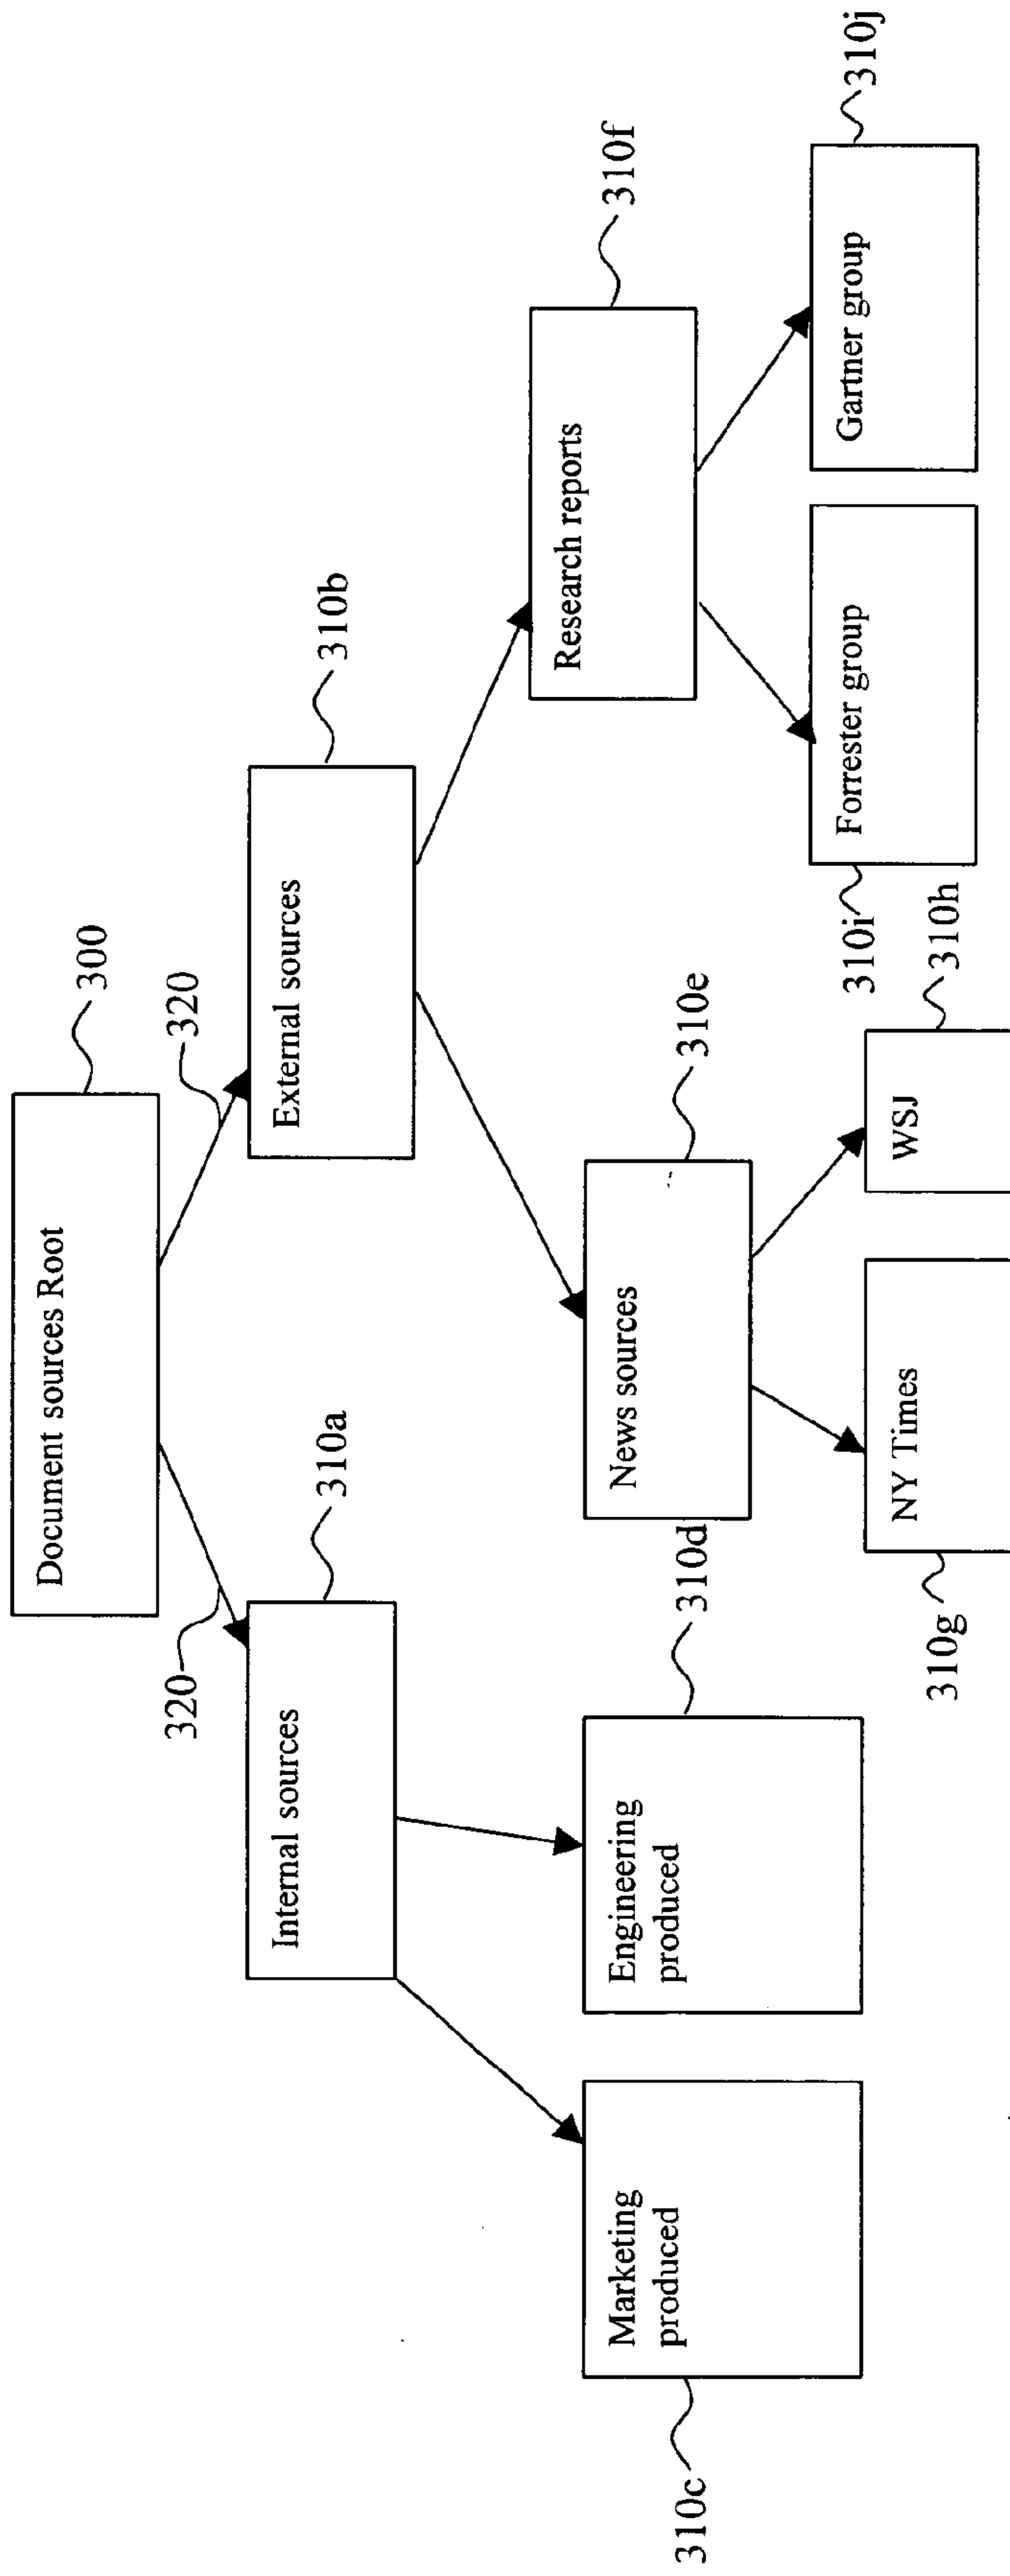 Document sources Root
300
320
320
Internal sources
310a
External sources
310b
Marketing
produced
310c
Engineering
produced
310d
News sources
310e
Research reports
310f
NY Times
310g
WSJ
310h
Forrester group
310i
Gartner group
310j